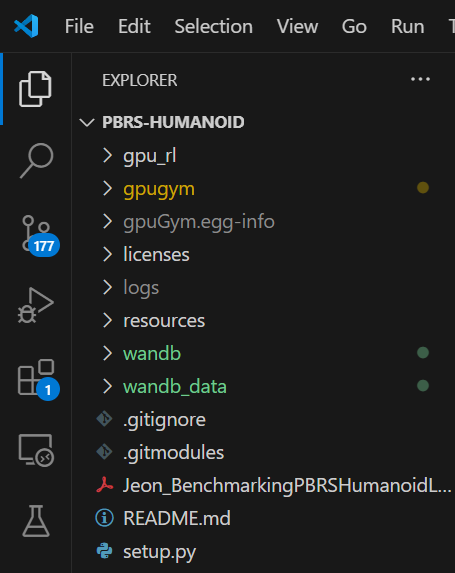 File Edit Selection View Go Run
EXPLORER ...
PBRS-HUMANOID
gpu_rl
gpugym
gpuGym.egg-info
177
licenses
logs
resources
wandb
1
wandb_data
.gitignore
.gitmodules
Jeon_BenchmarkingPBRSHumanoidL...
README.md
setup.py